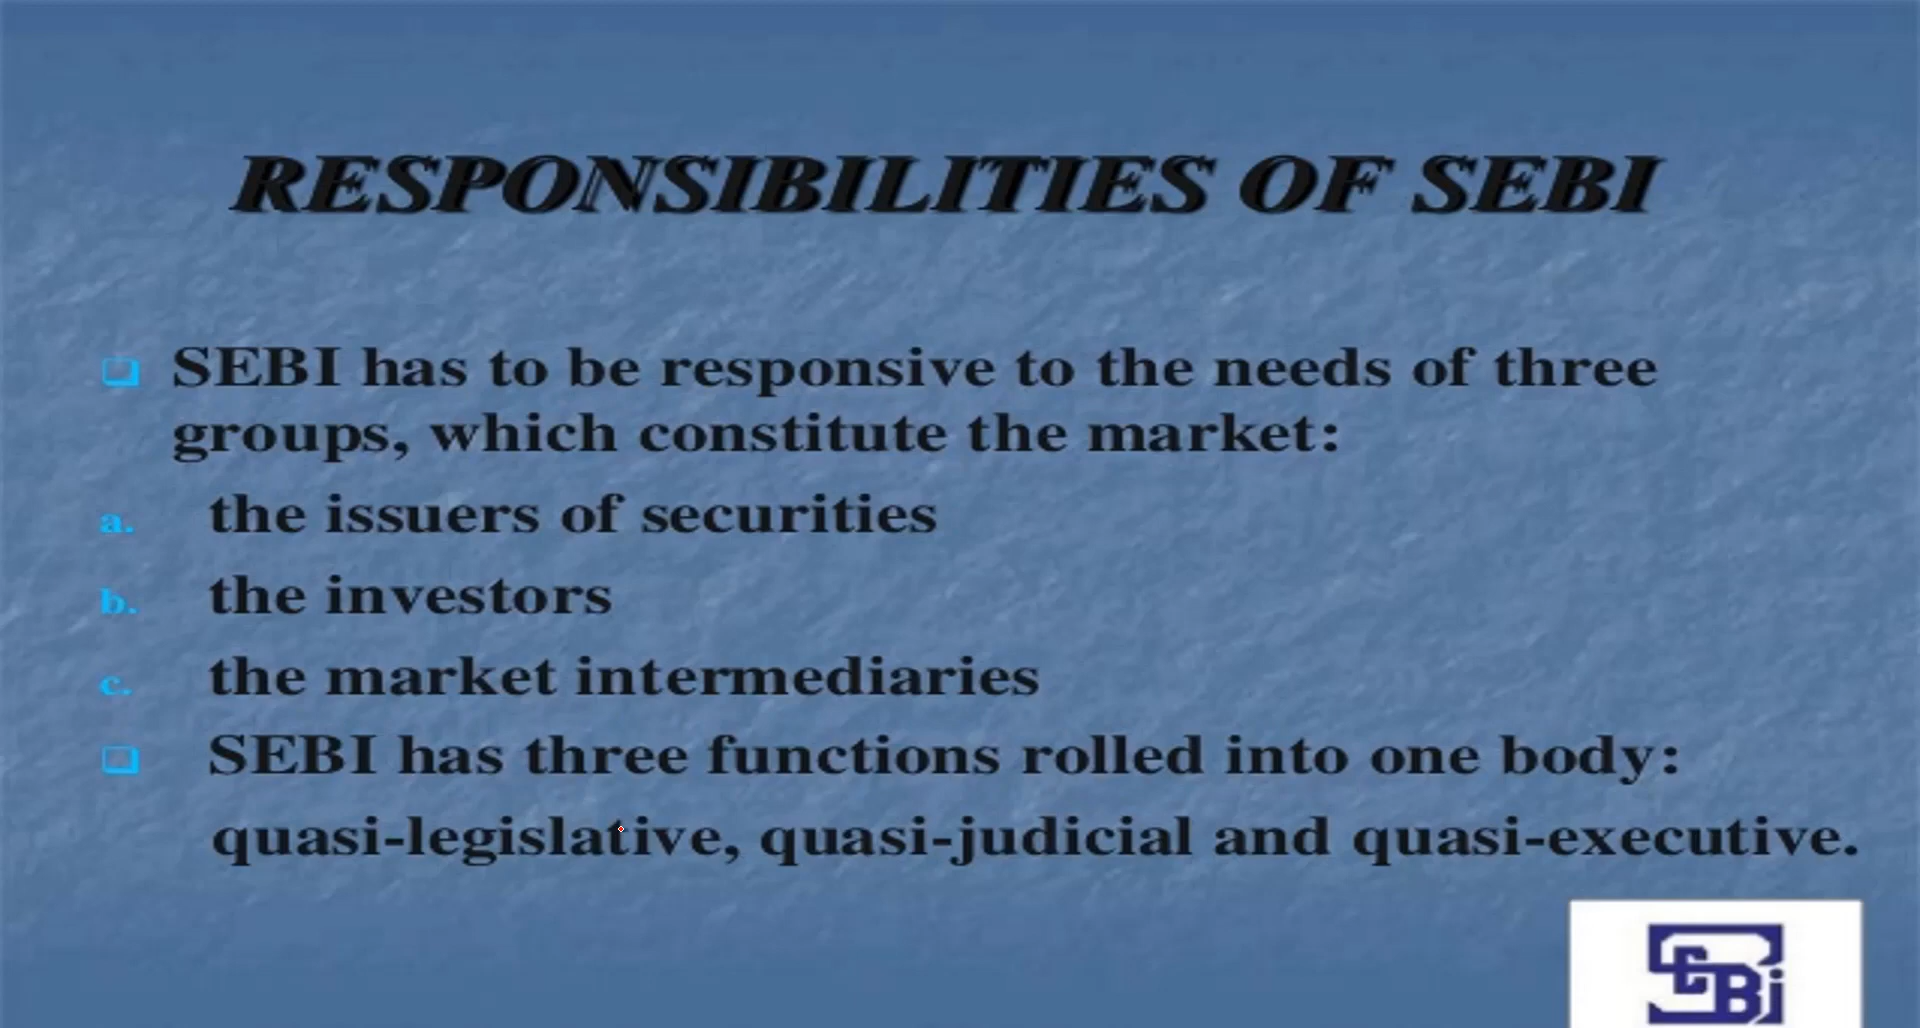 RESPONSIBILITIES OF SEBI
❑ SEBI has to be responsive to the needs of three
groups, which constitute the market:
a. the issuers of securities
b. the investors
c. the market intermediaries
❑ SEBI has three functions rolled into one body:
quasi-legislative, quasi-judicial and quasi-executive.
SEBi